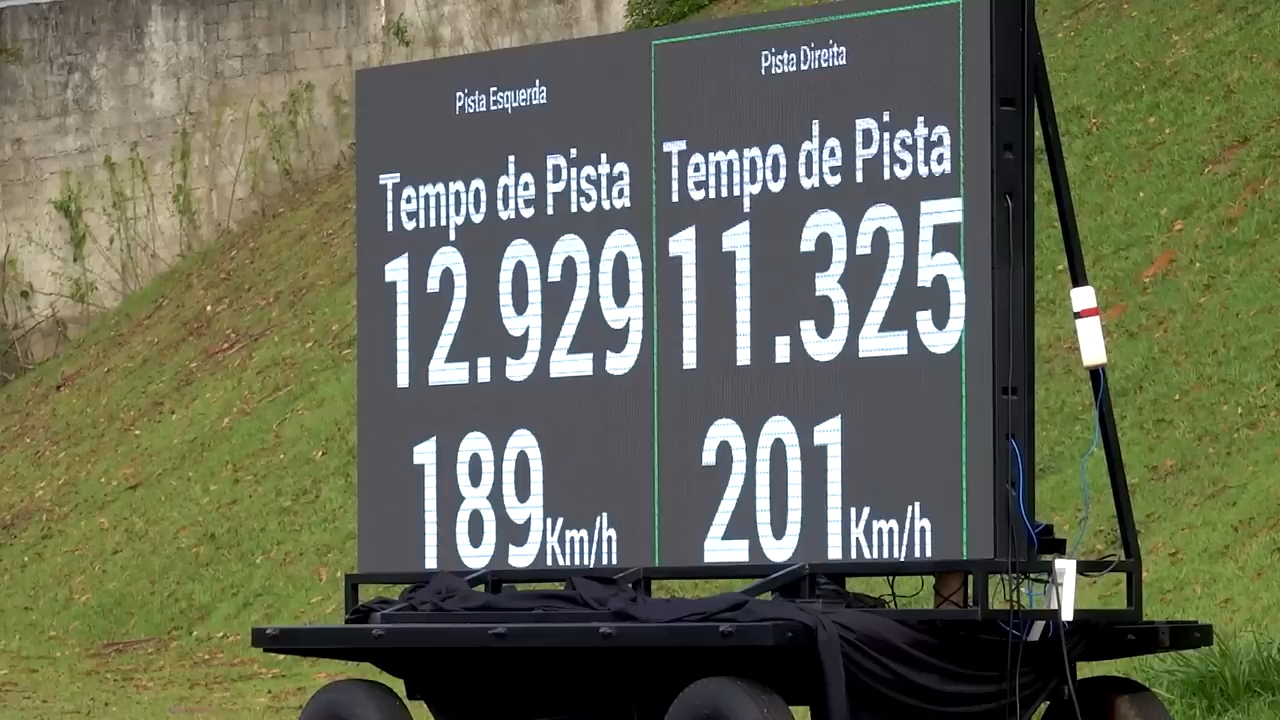 Pista Esquerda
Tempo de Pista
12.929
189Km/h
Pista Direita
Tempo de Pista
11.325
201Km/h